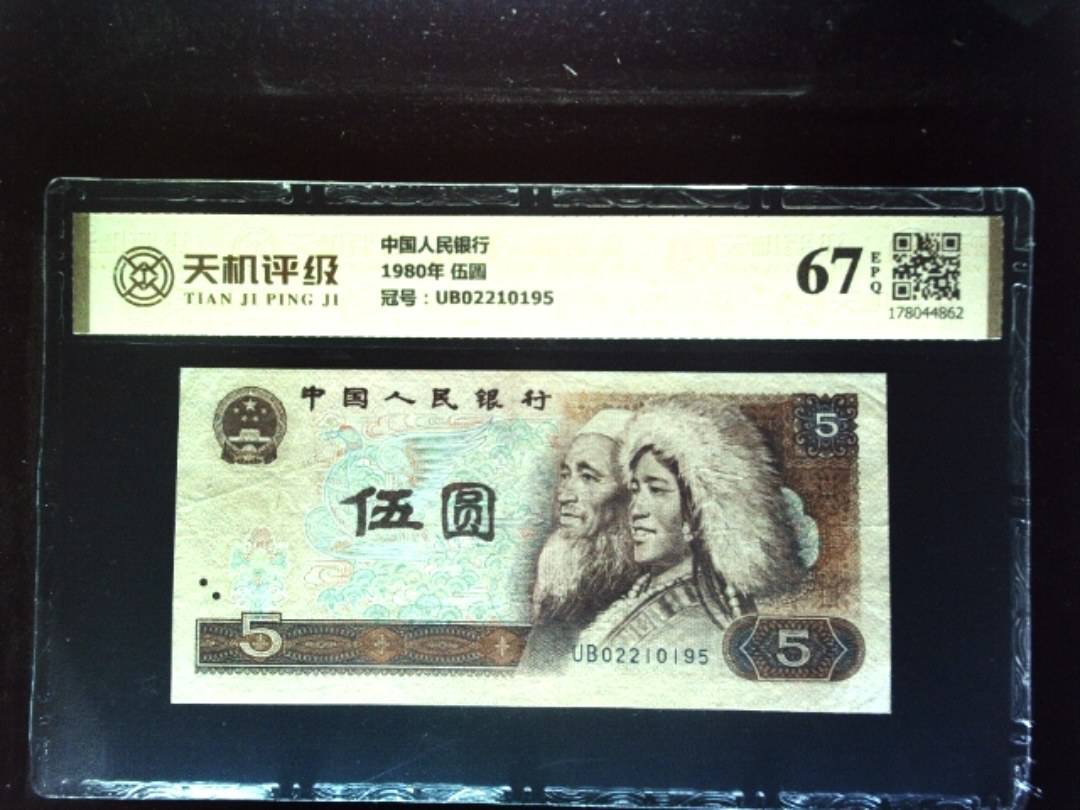 天机评级
TIAN JI PING JI
中国人民银行
1980年 伍圆
冠号：UB02210195
67
EPQ
178044862
中国人民银行
5
伍圆
5
UB02210195
5